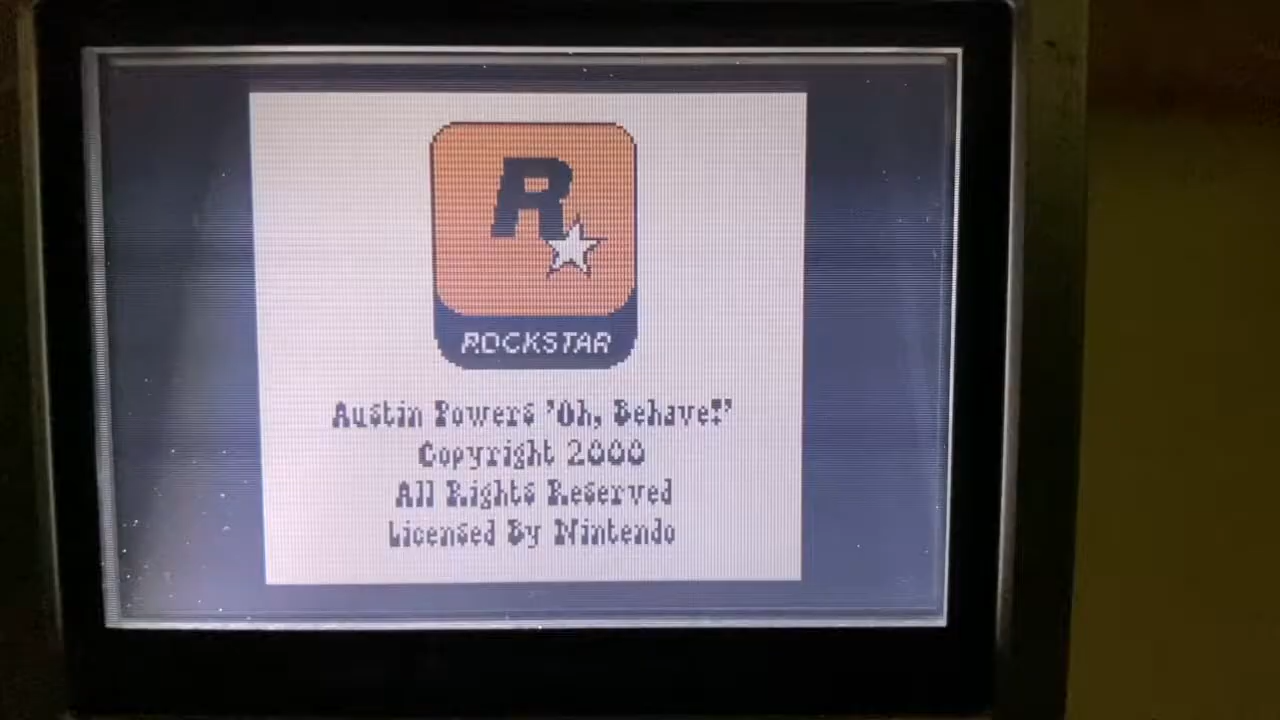 R
ROCKSTAR
Austin Powers 'Oh, Behave!'
Copyright 2000
All Rights Reserved
Licensed By Nintendo